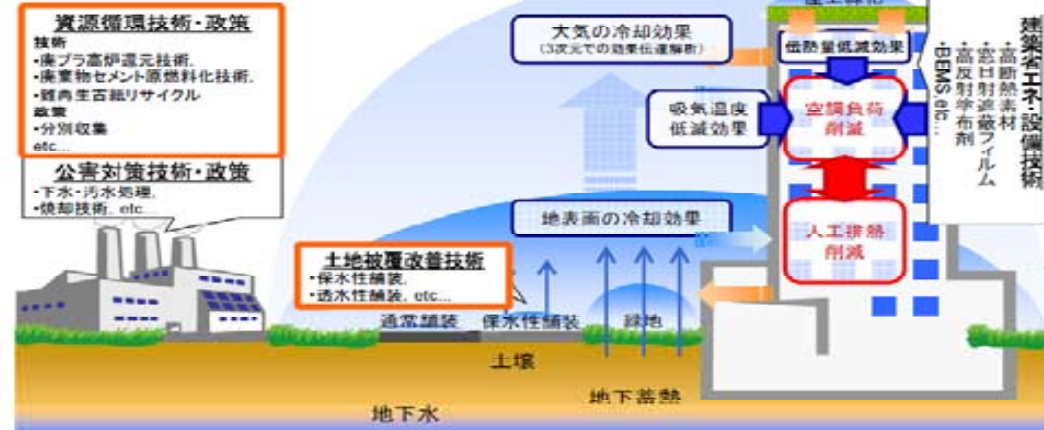 資源循環技術・政策
技術
・廃プラ高炉還元技術,
・廃棄物セメント原燃料化技術,
・難再生古紙リサイクル
政策
・分別収集
etc…
公害対策技術・政策
・下水・汚水処理,
・焼却技術, etc…
大気の冷却効果
(3次元での効果伝達解析)
伝熱量低減効果
吸気温度
低減効果
空調負荷
削減
人工排熱
削減
建築省エネ・設備技術
・高断熱素材
・窓日射遮蔽フィルム
・高反射塗布剤
・BEMS,etc…
地表面の冷却効果
土地被覆改善技術
・保水性舗装,
・透水性舗装, etc…
通常舗装
保水性舗装
緑地
土壌
地下蓄熱
地下水